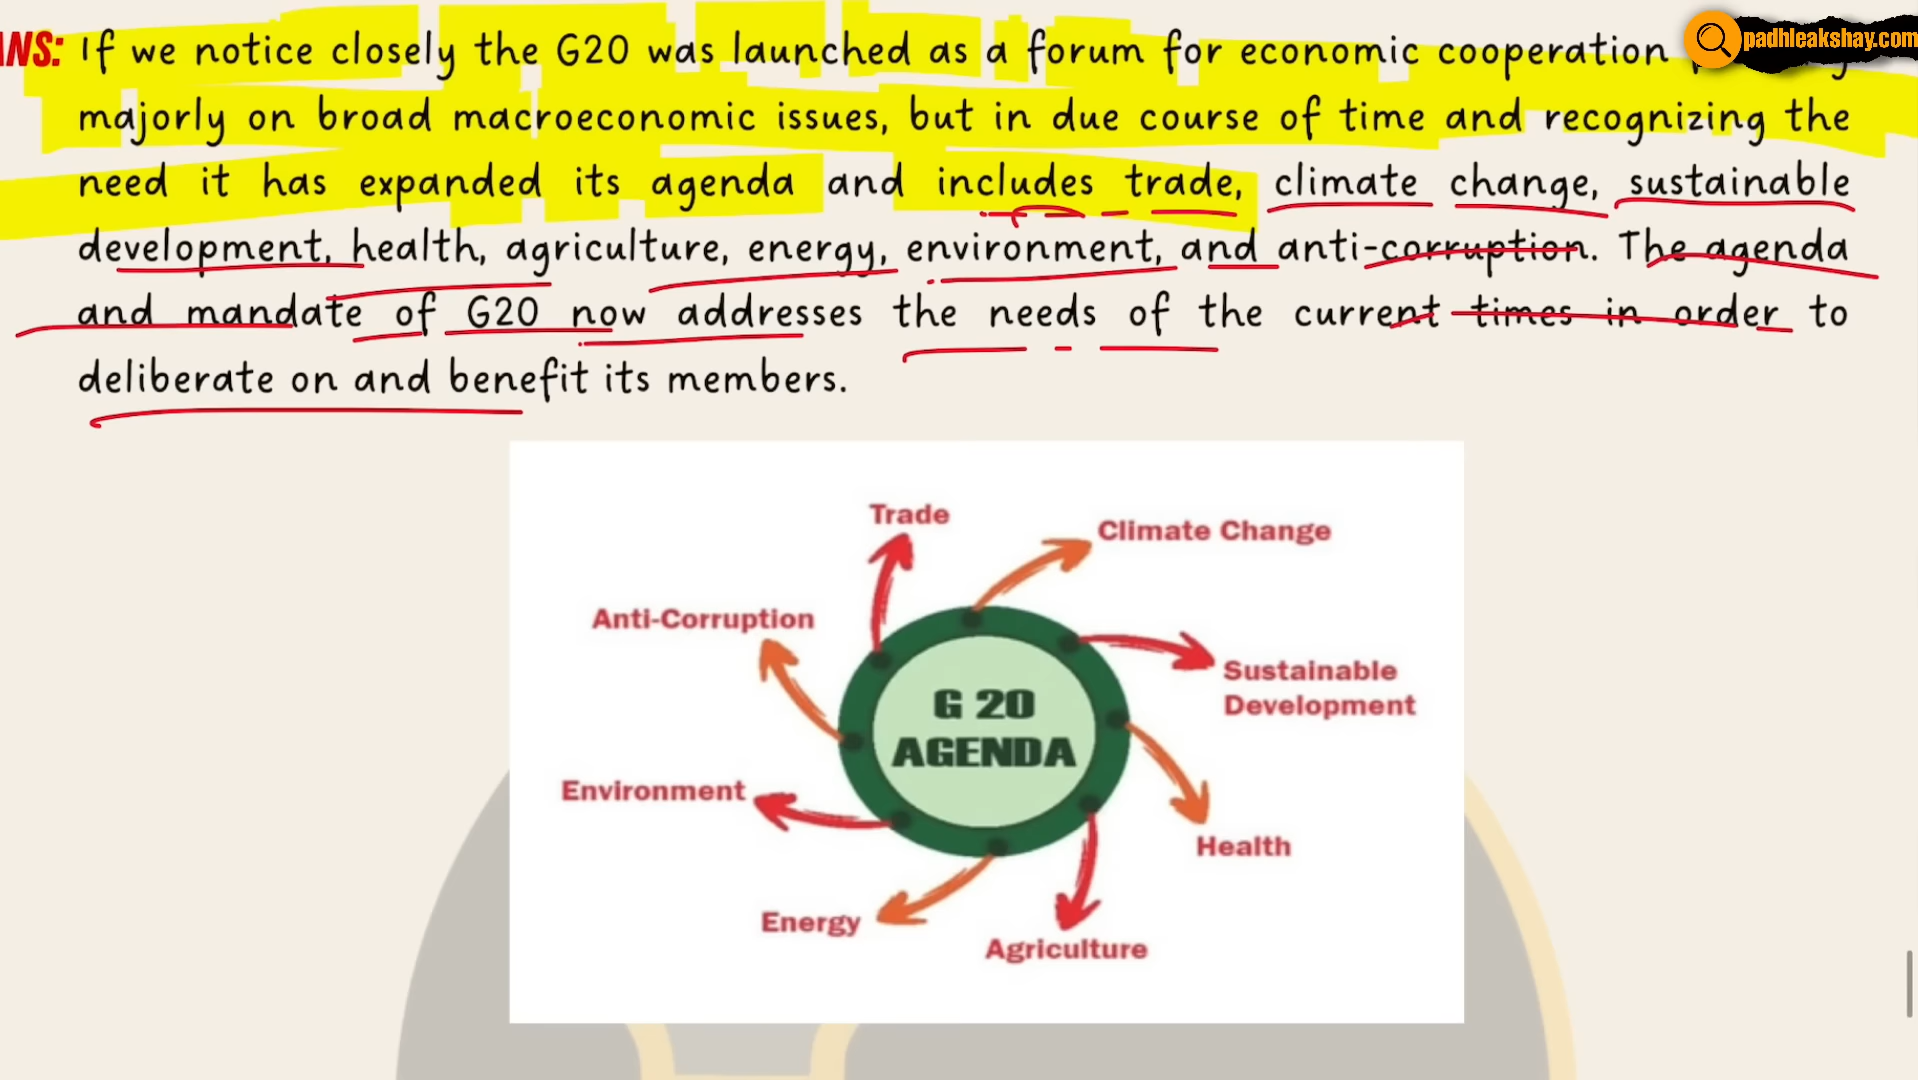 ANS: If we notice closely the G20 was launched as a forum for economic cooperation
padhleakshay.com
majorly on broad macroeconomic issues, but in due course of time and recognizing the
need it has expanded its agenda and includes trade, climate change, sustainable
development, health, agriculture, energy, environment, and anti-corruption. The agenda
and mandate of G20 now addresses the needs of the current times in order to
deliberate on and benefit its members.
Trade
Climate Change
Anti-Corruption
Sustainable
Development
G 20
AGENDA
Environment
Health
Energy
Agriculture